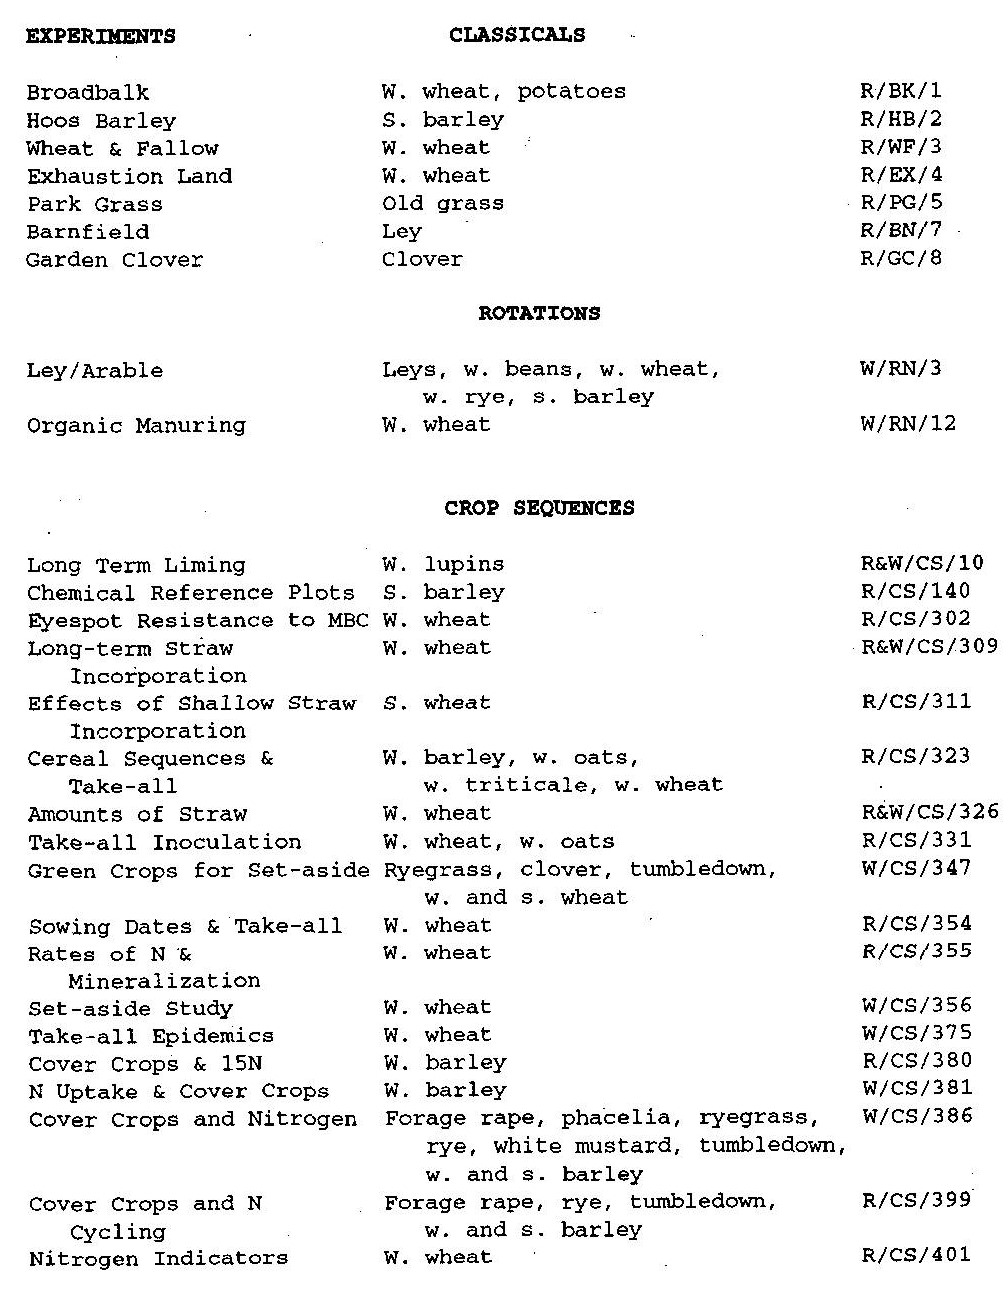 EXPERIMENTS CLASSICALS
Broadbalk W. wheat, potatoes R/BK/1
Hoos Barley S. barley R/HB/2
Wheat & Fallow W. wheat R/WF/3
Exhaustion Land W. wheat R/EX/4
Park Grass Old grass R/PG/5
Barnfield Ley R/BN/7
Garden Clover Clover R/GC/8
ROTATIONS
Ley/Arable Leys, w. beans, w. wheat, W/RN/3
w. rye, s. barley
Organic Manuring W. wheat W/RN/12
CROP SEQUENCES
Long Term Liming W. lupins R&W/CS/10
Chemical Reference Plots S. barley R/CS/140
Eyespot Resistance to MBC W. wheat R/CS/302
Long-term Straw W. wheat R&W/CS/309
Incorporation
Effects of Shallow Straw S. wheat R/CS/311
Incorporation
Cereal Sequences & W. barley, w. oats, R/CS/323
Take-all w. triticale, w. wheat
Amounts of Straw W. wheat R&W/CS/326
Take-all Inoculation W. wheat, w. oats R/CS/331
Green Crops for Set-aside Ryegrass, clover, tumbledown, W/CS/347
w. and s. wheat
Sowing Dates & Take-all W. wheat R/CS/354
Rates of N & W. wheat R/CS/355
Mineralization
Set-aside Study W. wheat W/CS/356
Take-all Epidemics W. wheat W/CS/375
Cover Crops & 15N W. barley R/CS/380
N Uptake & Cover Crops W. barley W/CS/381
Cover Crops and Nitrogen Forage rape, phacelia, ryegrass, W/CS/386
rye, white mustard, tumbledown,
w. and s. barley
Cover Crops and N Forage rape, rye, tumbledown, R/CS/399
Cycling w. and s. barley
Nitrogen Indicators W. wheat R/CS/401